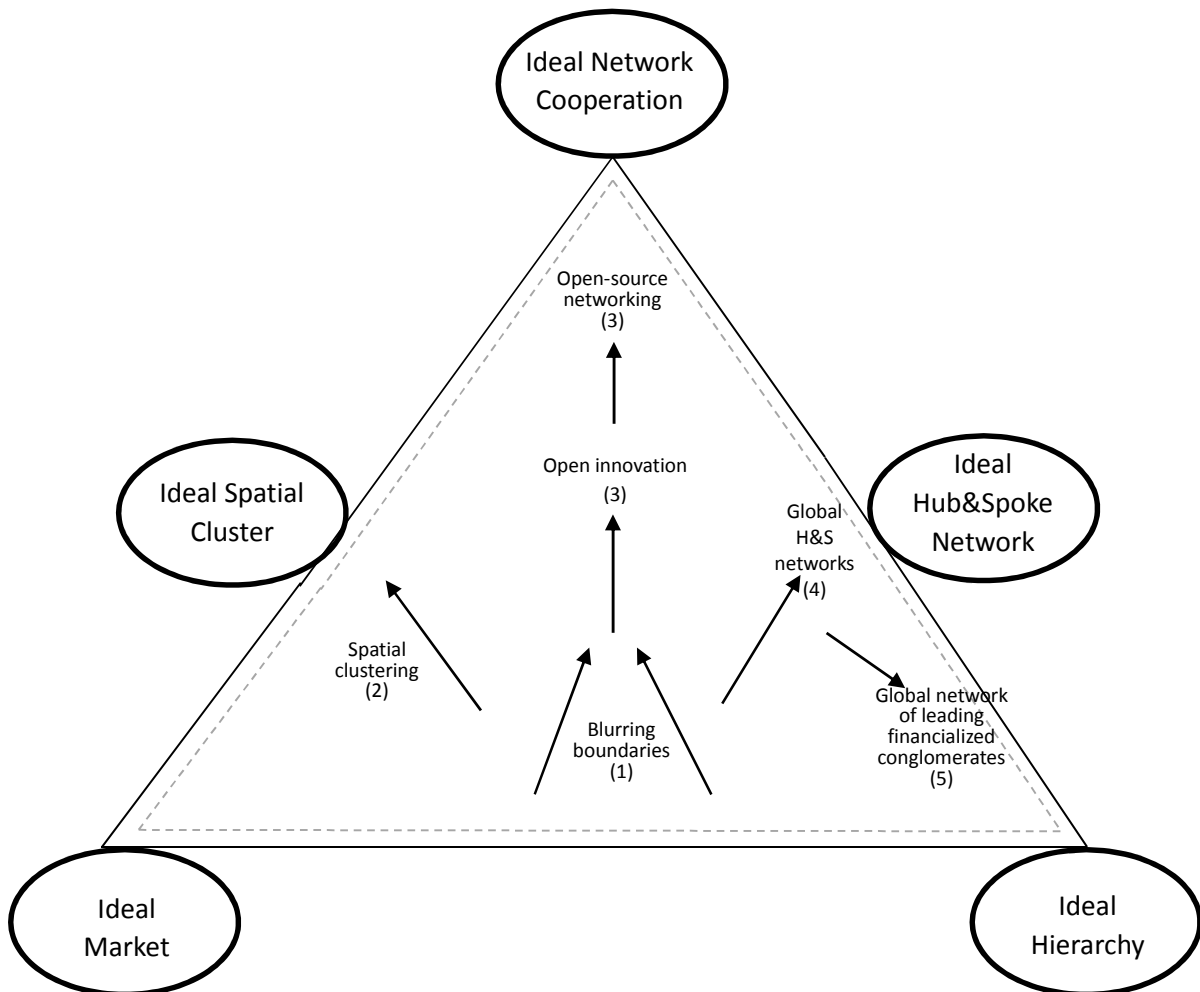 Ideal Network
Cooperation
Open-source
networking
(3)
Open innovation
(3)
Ideal Spatial
Cluster
Ideal
Hub&Spoke
Network
Global
H&S
networks
(4)
Spatial
clustering
(2)
Blurring
boundaries
(1)
Global network
of leading
financialized
conglomerates
(5)
Ideal
Market
Ideal
Hierarchy